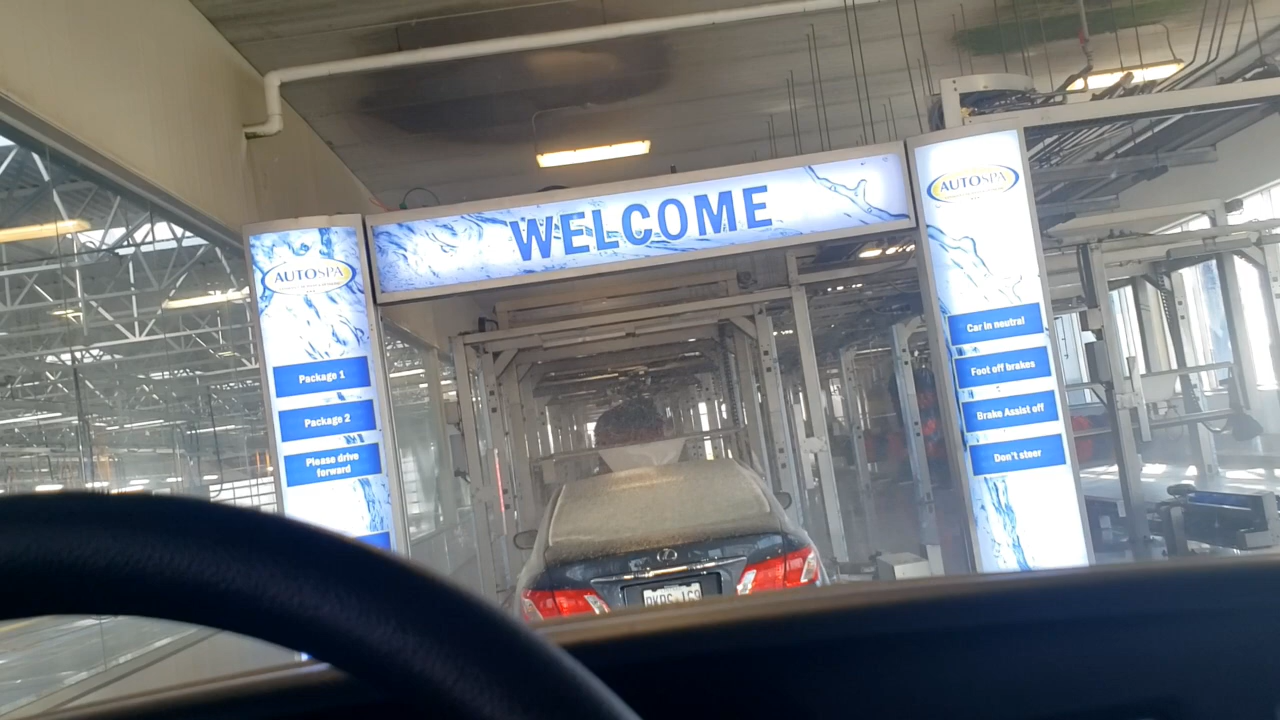 WELCOME
AUTOSPA
Package 1
Package 2
Please drive
forward
AUTOSPA
Car in neutral
Foot off brakes
Brake Assist off
Don't steer